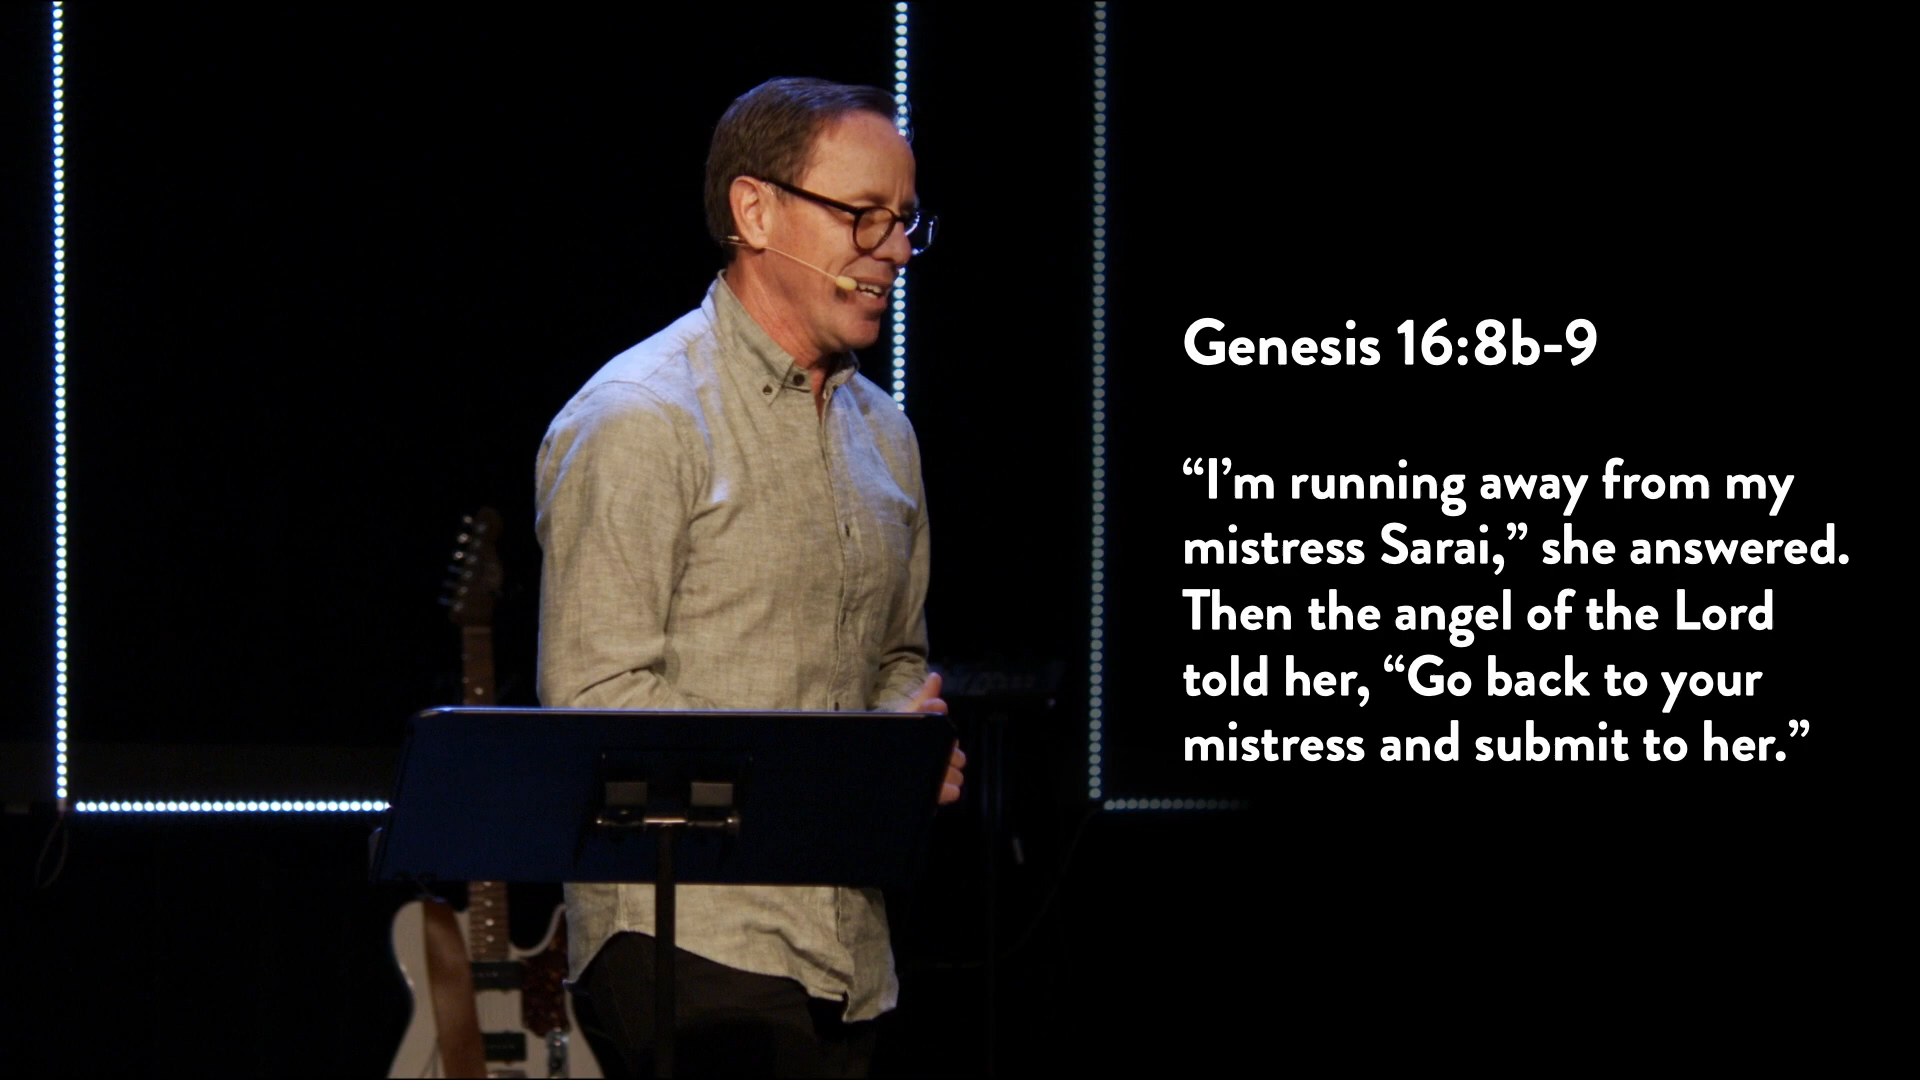 Genesis 16:8b-9
“I’m running away from my
mistress Sarai,” she answered.
Then the angel of the Lord
told her, “Go back to your
mistress and submit to her.”